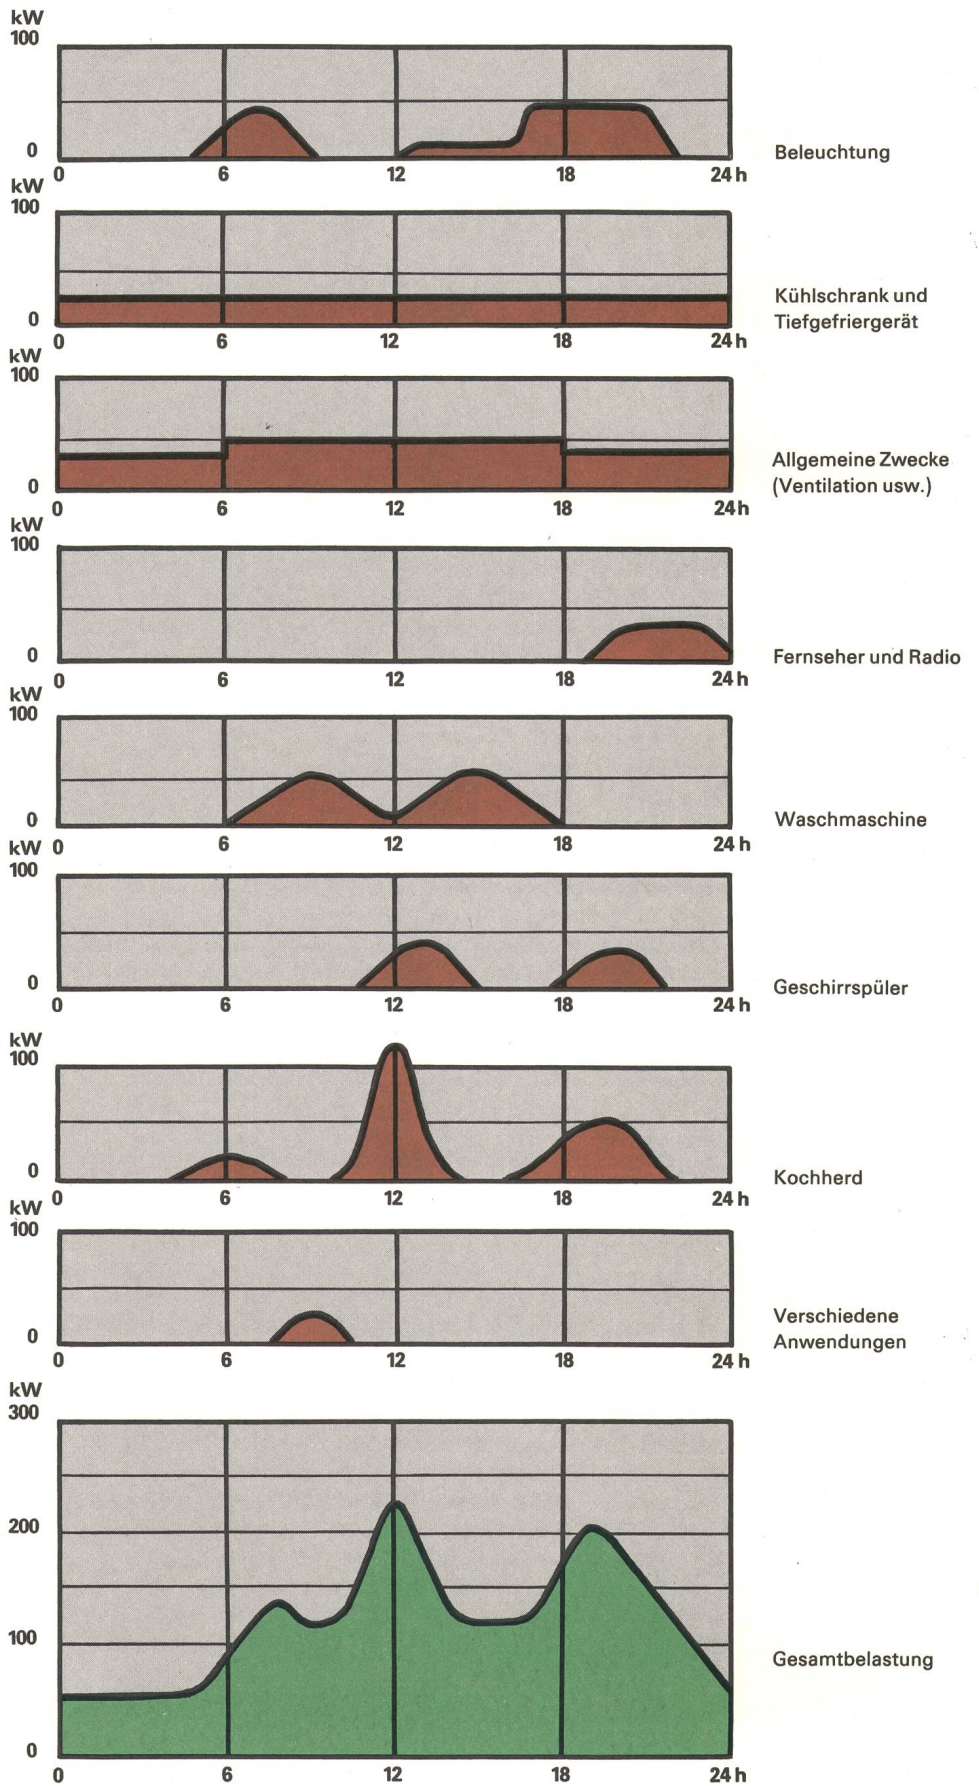 kW
100
0
0 6 12 18 24 h
Beleuchtung
kW
100
0
0 6 12 18 24 h
Kühlschrank und
Tiefgefriergerät
kW
100
0
0 6 12 18 24 h
Allgemeine Zwecke
(Ventilation usw.)
kW
100
0
0 6 12 18 24 h
Fernseher und Radio
kW
100
0
0 6 12 18 24 h
Waschmaschine
kW
100
0
0 6 12 18 24 h
Geschirrspüler
kW
100
0
0 6 12 18 24 h
Kochherd
kW
100
0
0 6 12 18 24 h
Verschiedene
Anwendungen
kW
300
200
100
0
0 6 12 18 24 h
Gesamtbelastung